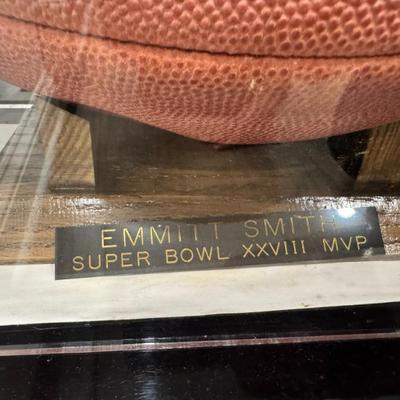 EMMITT SMITH
SUPER BOWL XXVIII MVP